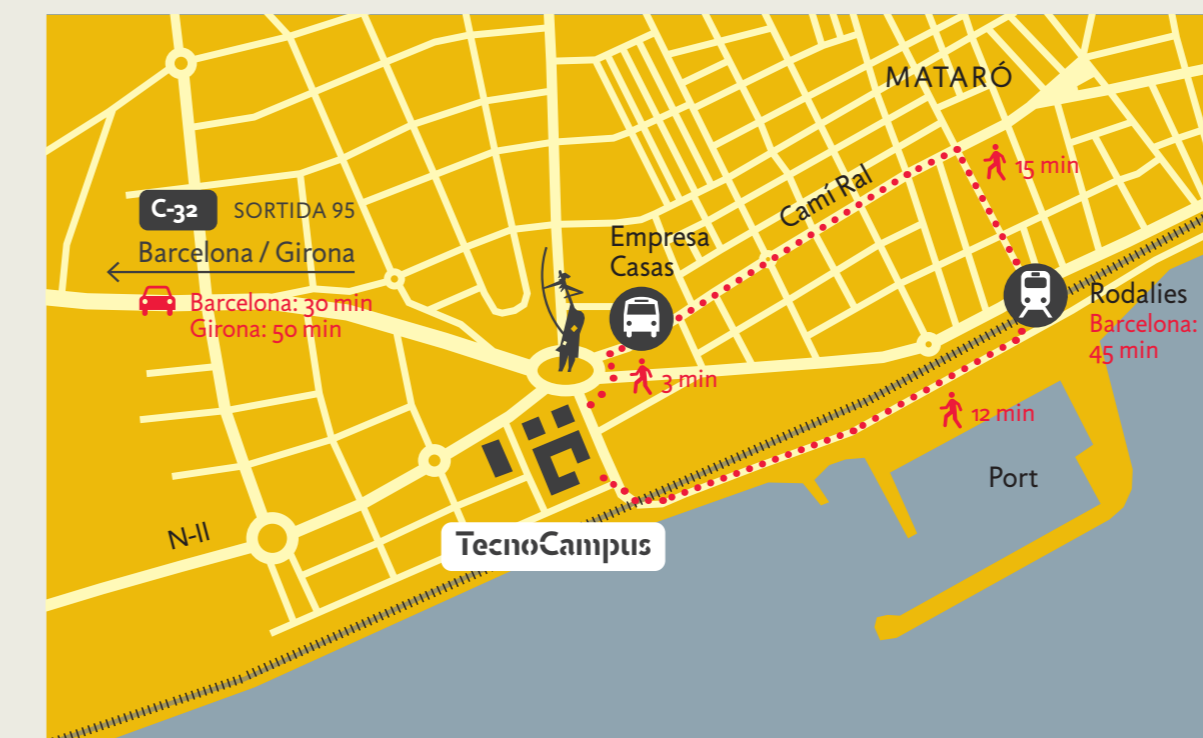 MATARÓ
15 min
Camí Ral
C-32 SORTIDA 95
Barcelona / Girona
Barcelona: 30 min
Girona: 50 min
Empresa
Casas
3 min
Rodalies
Barcelona:
45 min
12 min
Port
N-II
TecnoCampus